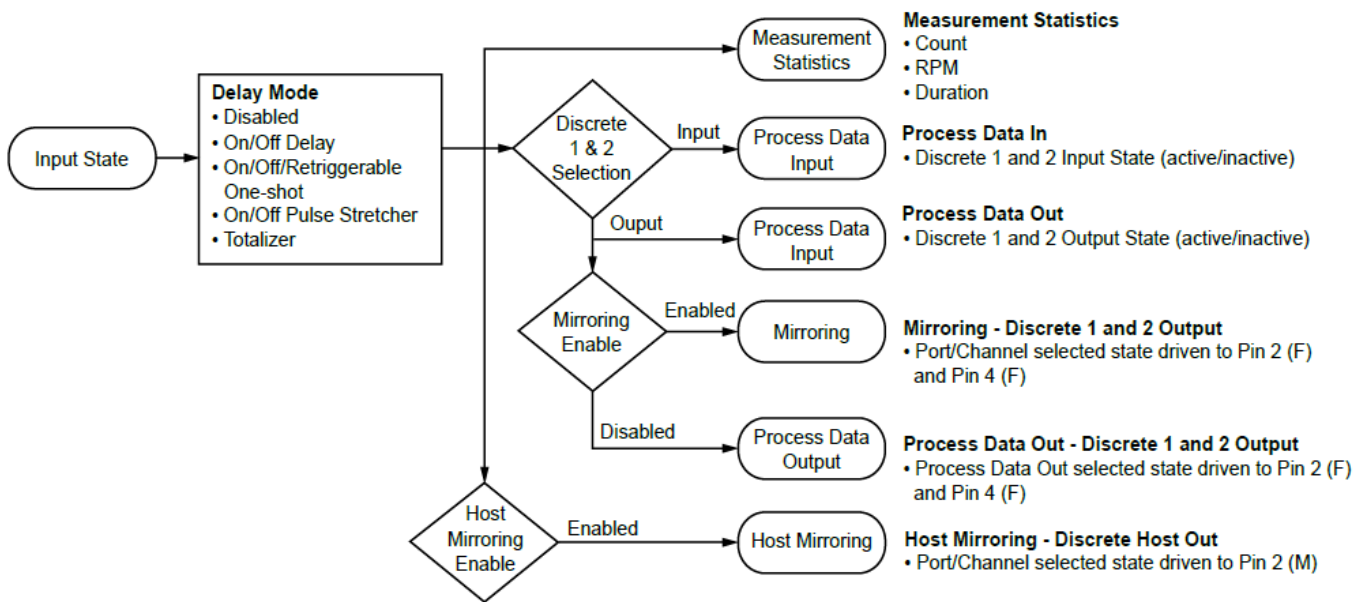 Input State
Delay Mode
• Disabled
• On/Off Delay
• On/Off/Retriggerable
One-shot
• On/Off Pulse Stretcher
• Totalizer
Measurement
Statistics
Measurement Statistics
• Count
• RPM
• Duration
Discrete
1 & 2
Selection
Input
Process Data
Input
Process Data In
• Discrete 1 and 2 Input State (active/inactive)
Ouput
Process Data
Input
Process Data Out
• Discrete 1 and 2 Output State (active/inactive)
Mirroring
Enable
Enabled
Mirroring
Mirroring - Discrete 1 and 2 Output
• Port/Channel selected state driven to Pin 2 (F)
and Pin 4 (F)
Disabled
Process Data
Output
Process Data Out - Discrete 1 and 2 Output
• Process Data Out selected state driven to Pin 2 (F)
and Pin 4 (F)
Host
Mirroring
Enable
Enabled
Host Mirroring
Host Mirroring - Discrete Host Out
• Port/Channel selected state driven to Pin 2 (M)